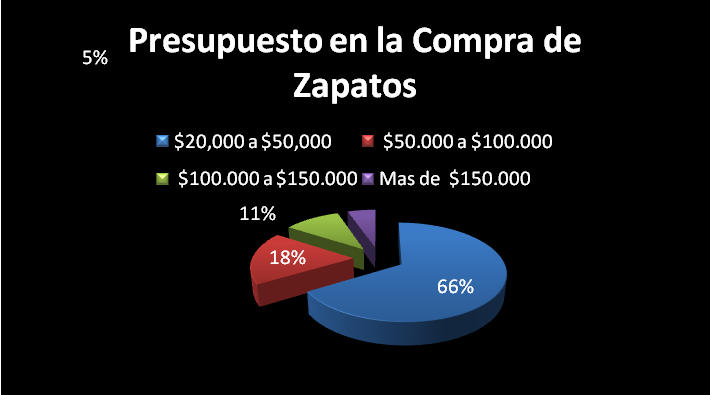 Presupuesto en la Compra de
Zapatos
5%
$20,000 a $50,000
$50.000 a $100.000
$100.000 a $150.000
Mas de $150.000
11%
18%
66%